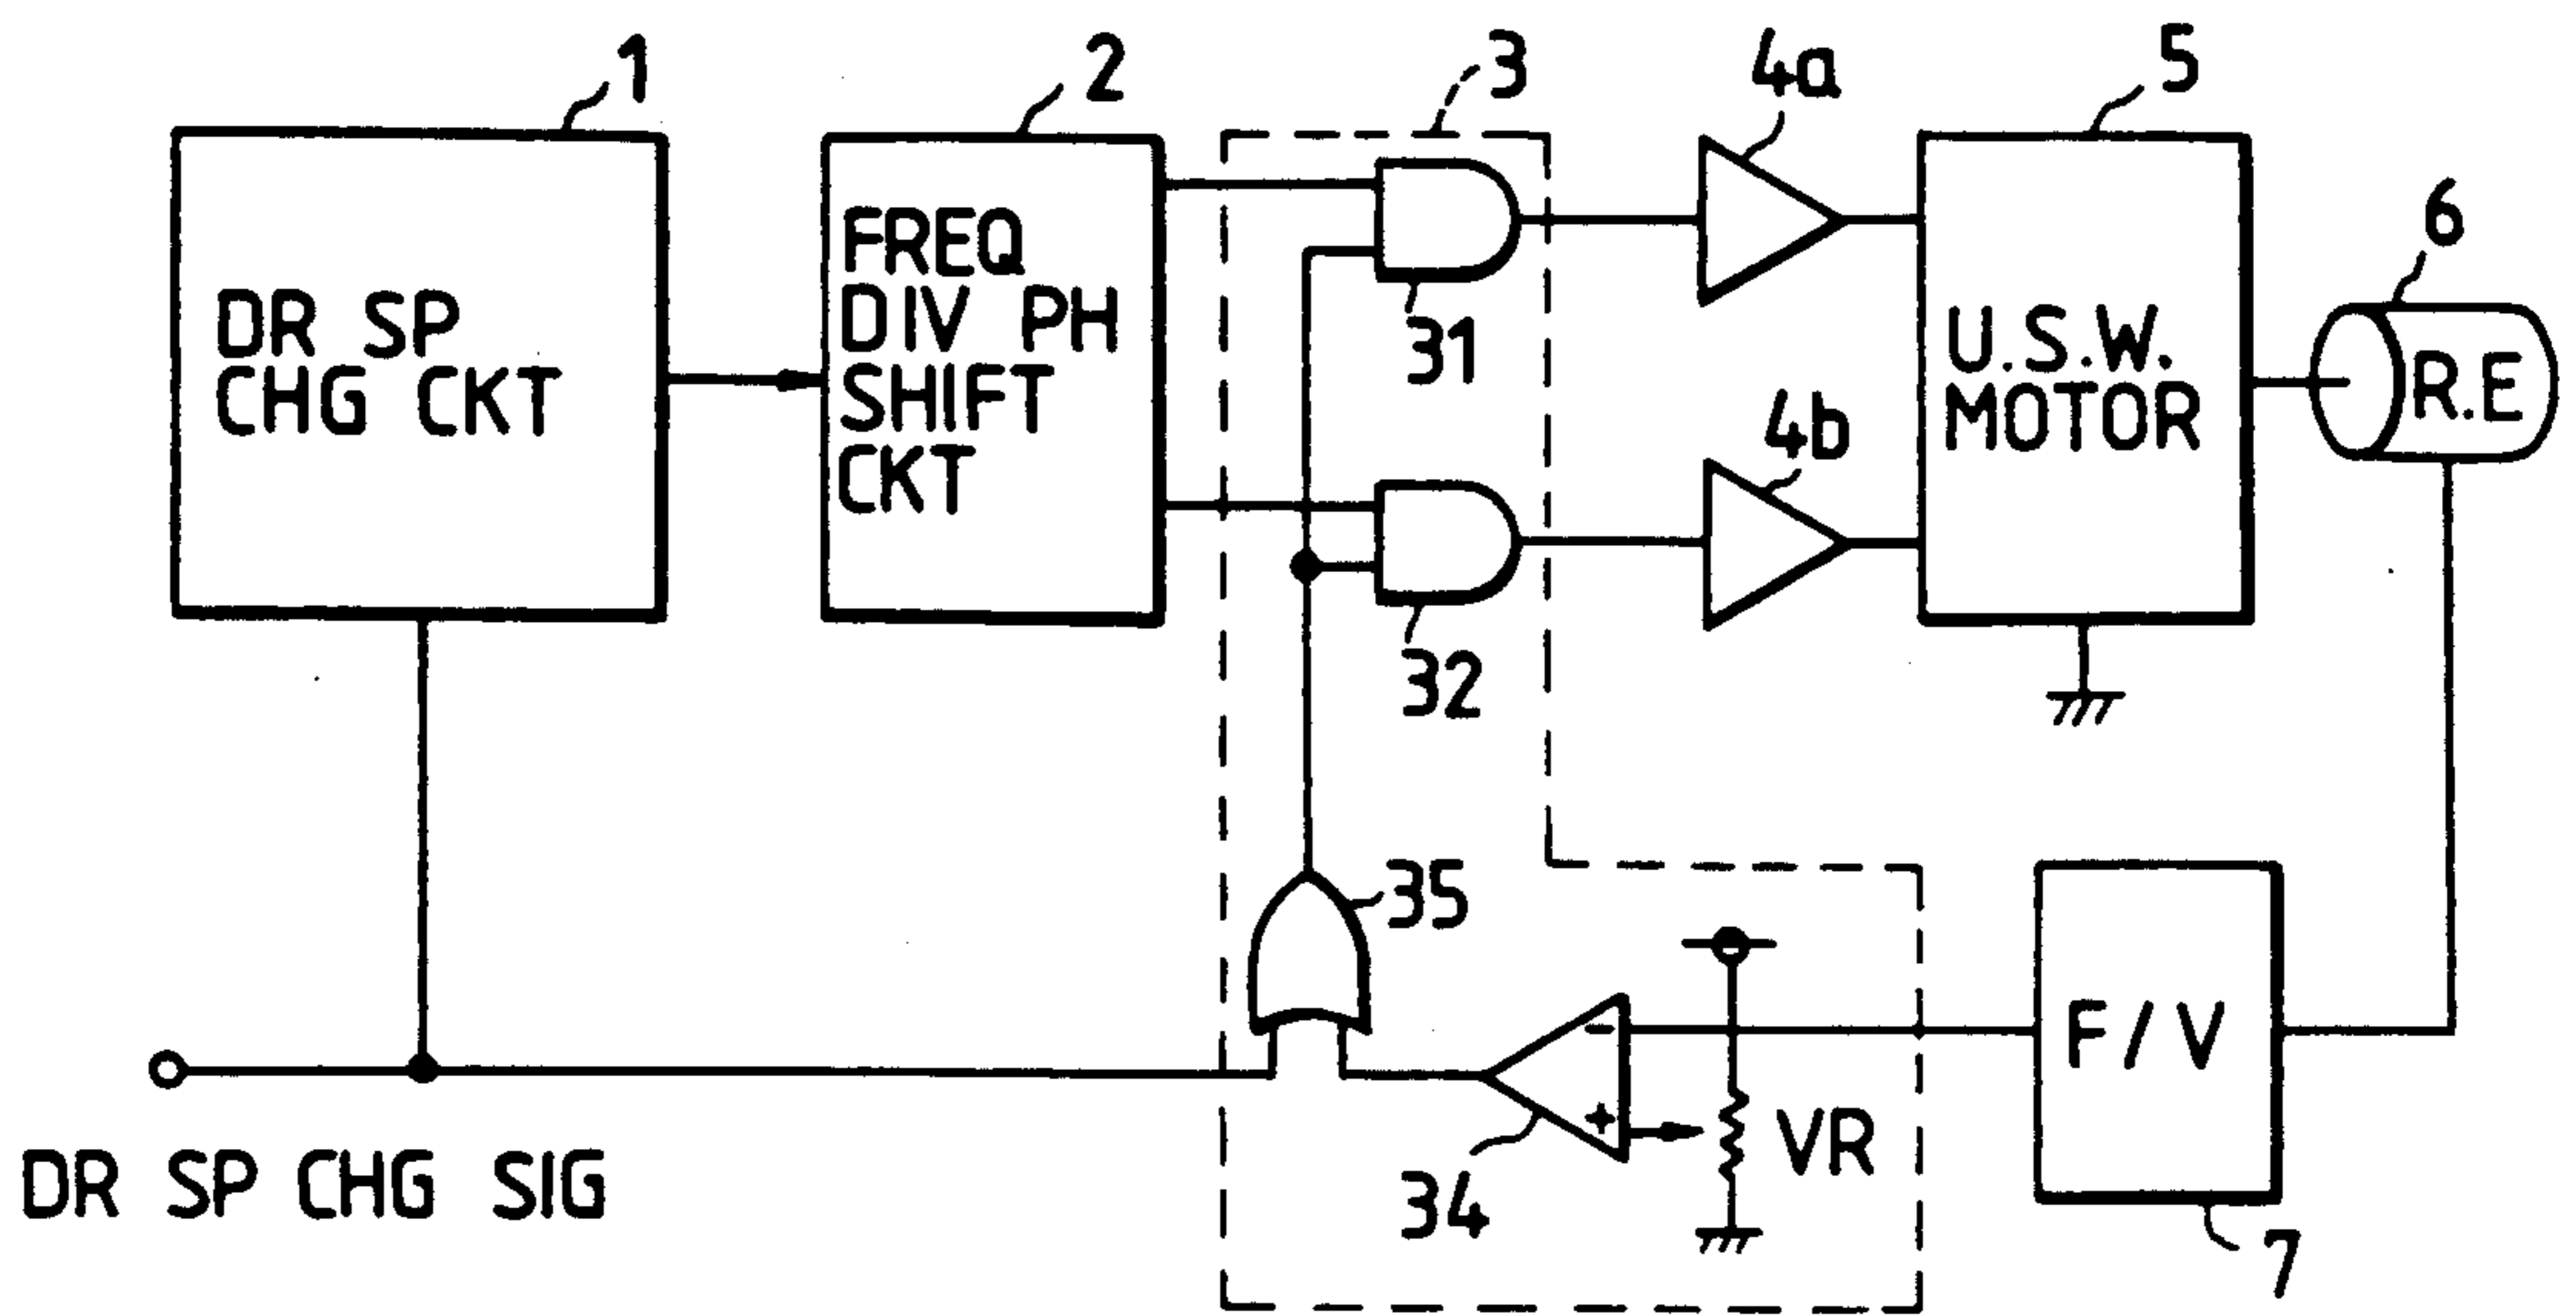 1
2
3
4a
5
6
DR SP
CHG CKT
FREQ
DIV PH
SHIFT
CKT
31
4b
U.S.W.
MOTOR
R.E
32
35
-
+
34
VR
F/V
7
DR SP CHG SIG